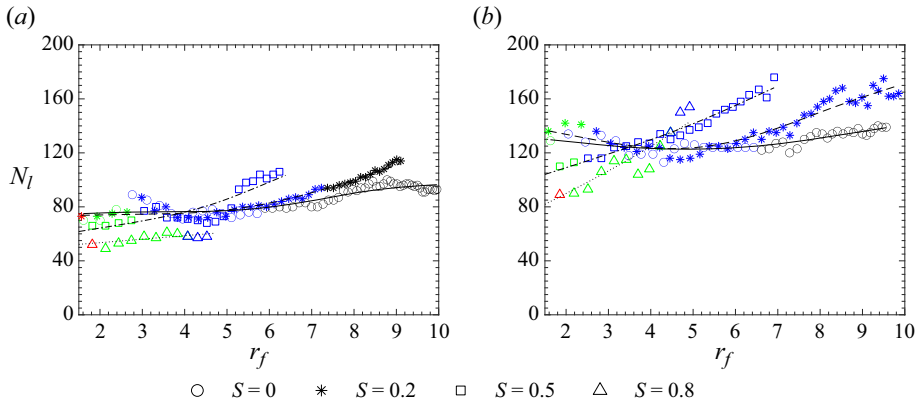 (a) (b)
200 200
160 160
120 120
N_l
80 80
40 40
0 0
2 3 4 5 6 7 8 9 10 2 3 4 5 6 7 8 9 10
r_f r_f
S = 0 S = 0.2 S = 0.5 S = 0.8